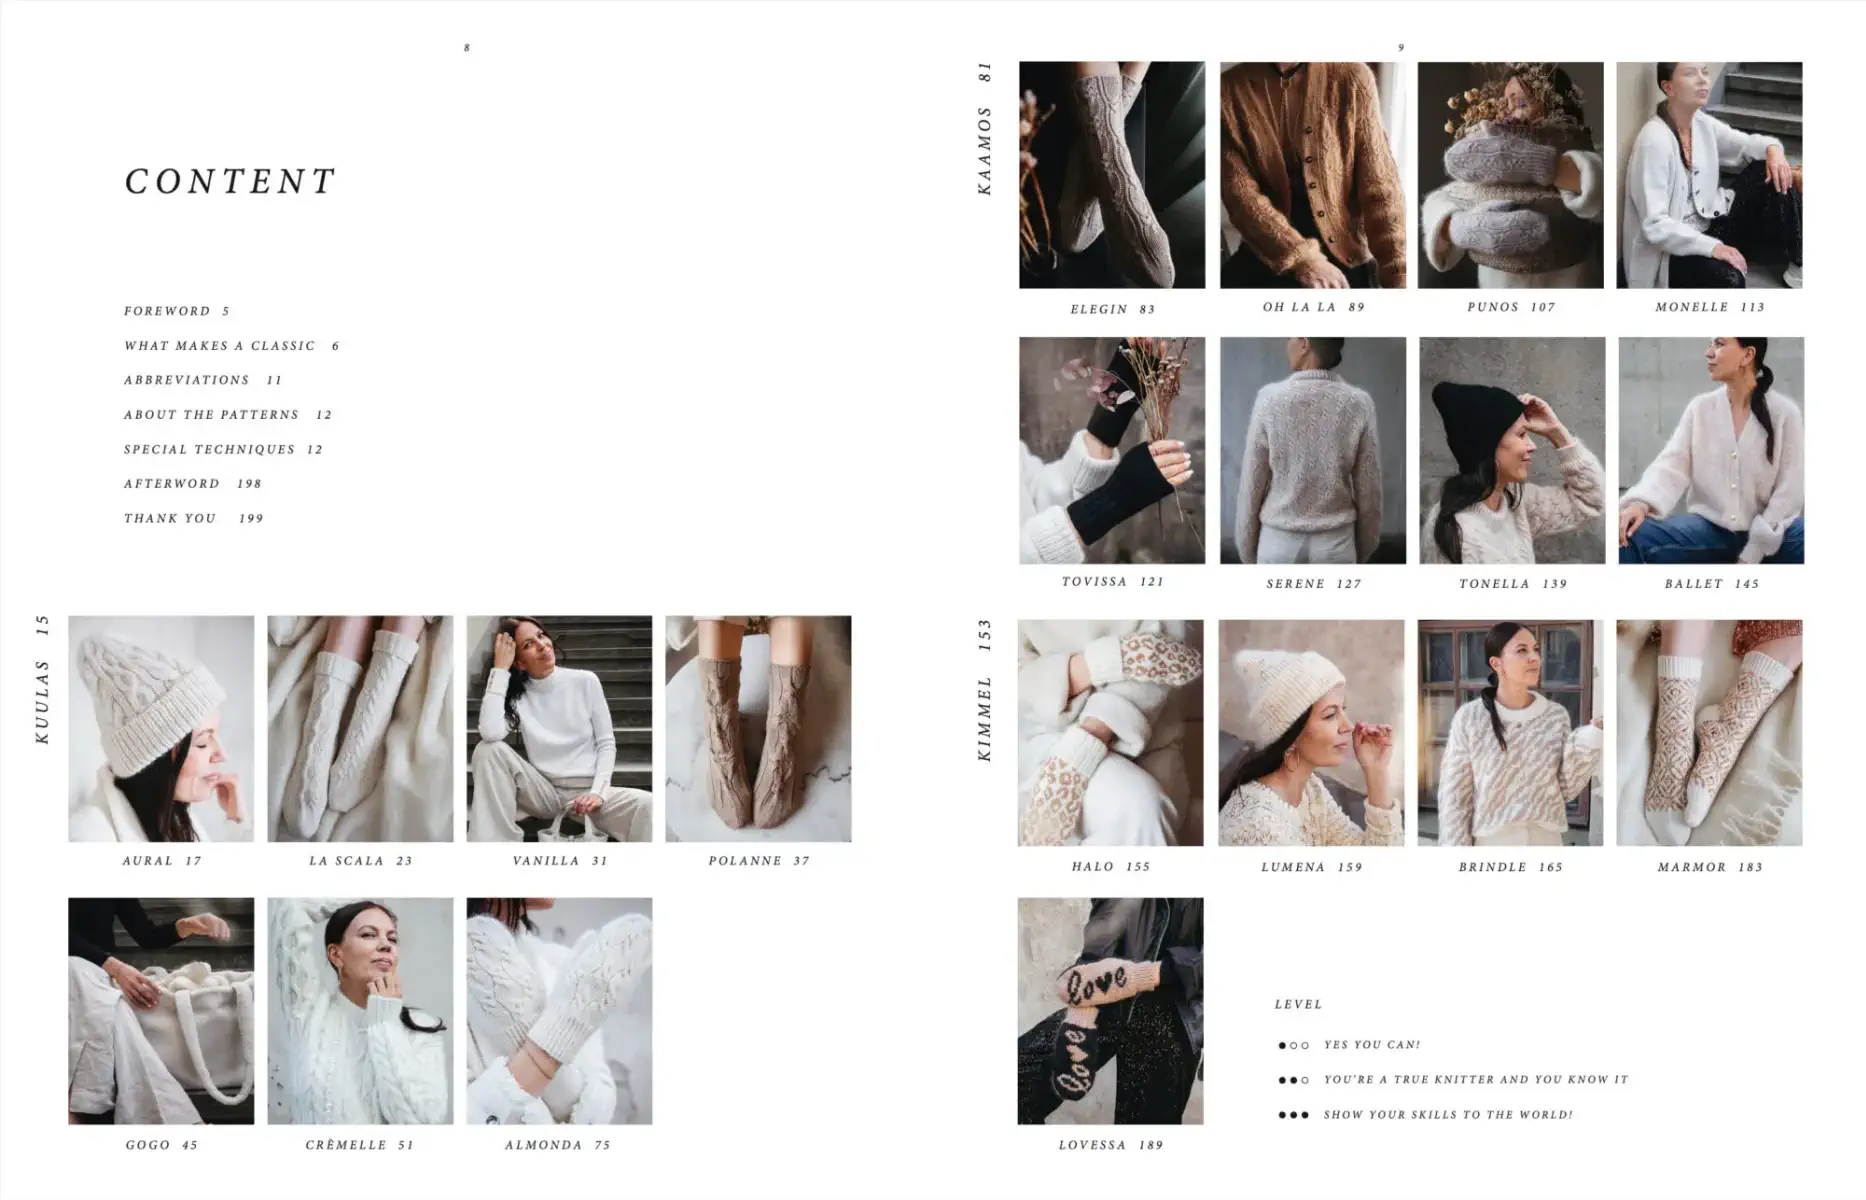 8
CONTENT
FOREWORD 5
WHAT MAKES A CLASSIC 6
ABBREVIATIONS 11
ABOUT THE PATTERNS 12
SPECIAL TECHNIQUES 12
AFTERWORD 198
THANK YOU 199
KUULAS 15
AURAL 17
LA SCALA 23
VANILLA 31
POLANNE 37
GOGO 45
CRÈMELLE 51
ALMONDA 75
9
KAAMOS 81
ELEGIN 83
OH LA LA 89
PUNOS 107
MONELLE 113
TOVISSA 121
SERENE 127
TONELLA 139
BALLET 145
KIMMEL 153
HALO 155
LUMENA 159
BRINDLE 165
MARMOR 183
love
love
LOVESSA 189
LEVEL
●○○ YES YOU CAN!
●●○ YOU'RE A TRUE KNITTER AND YOU KNOW IT
●●● SHOW YOUR SKILLS TO THE WORLD!